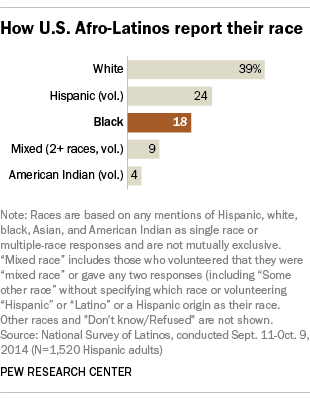 How U.S. Afro-Latinos report their race
White 39%
Hispanic (vol.) 24
Black 18
Mixed (2+ races, vol.) 9
American Indian (vol.) 4
Note: Races are based on any mentions of Hispanic, white,
black, Asian, and American Indian as single race or
multiple-race responses and are not mutually exclusive.
“Mixed race” includes those who volunteered that they were
“mixed race” or gave any two responses (including “Some
other race” without specifying which race or volunteering
“Hispanic” or “Latino” or a Hispanic origin as their race.
Other races and "Don't know/Refused" are not shown.
Source: National Survey of Latinos, conducted Sept. 11-Oct. 9,
2014 (N=1,520 Hispanic adults)
PEW RESEARCH CENTER